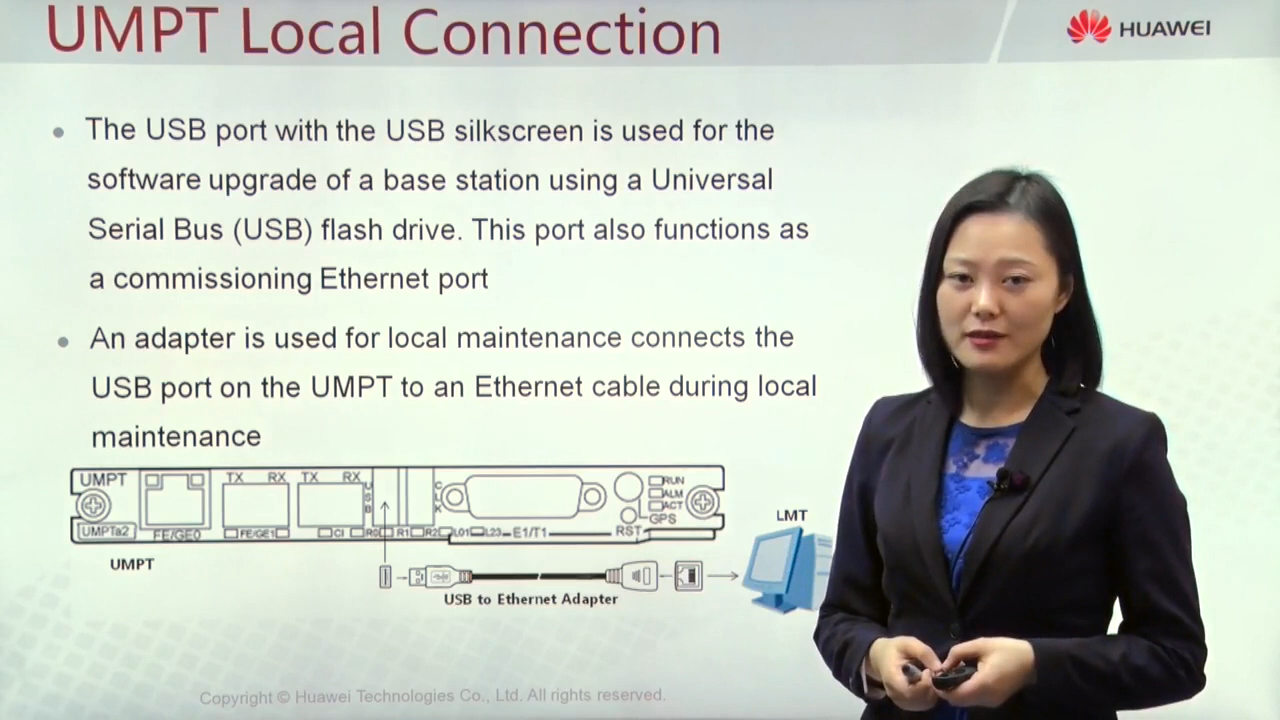 UMPT Local Connection
HUAWEI
The USB port with the USB silkscreen is used for the
software upgrade of a base station using a Universal
Serial Bus (USB) flash drive. This port also functions as
a commissioning Ethernet port
An adapter is used for local maintenance connects the
USB port on the UMPT to an Ethernet cable during local
maintenance
UMPT
TX RX TX RX
USB
CLK
RUN
ALM
ACT
GPS
UMPTa2
FE/GE0
FE/GE1
CI
R0
R1
R2
L01
L23
E1/T1
RST
LMT
UMPT
USB to Ethernet Adapter
Copyright © Huawei Technologies Co., Ltd. All rights reserved.